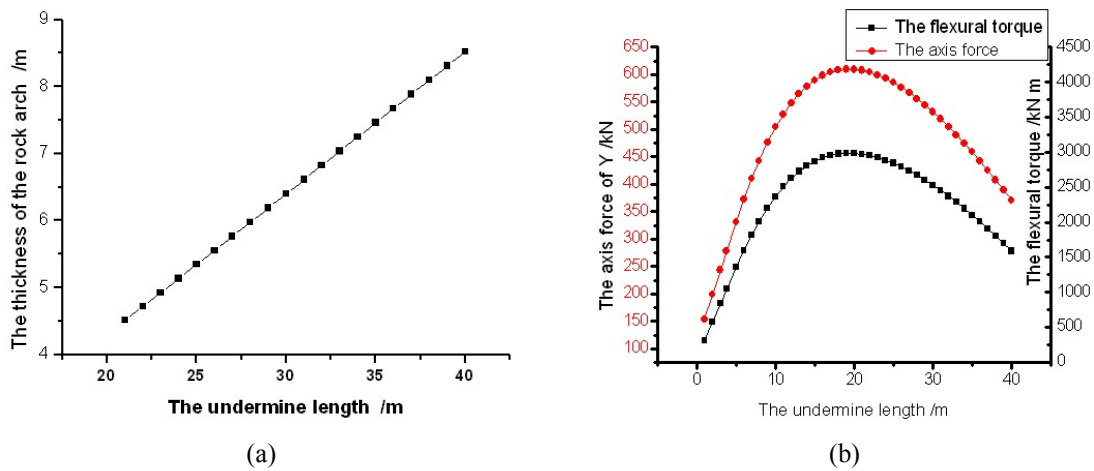 9
8
7
6
5
4
The thickness of the rock arch /m
20 25 30 35 40
The undermine length /m
(a)
The flexural torque
The axis force
650
600
550
500
450
400
350
300
250
200
150
100
The axis force of Y /kN
4500
4000
3500
3000
2500
2000
1500
1000
500
0
The flexural torque /kN m
0 10 20 30 40
The undermine length /m
(b)